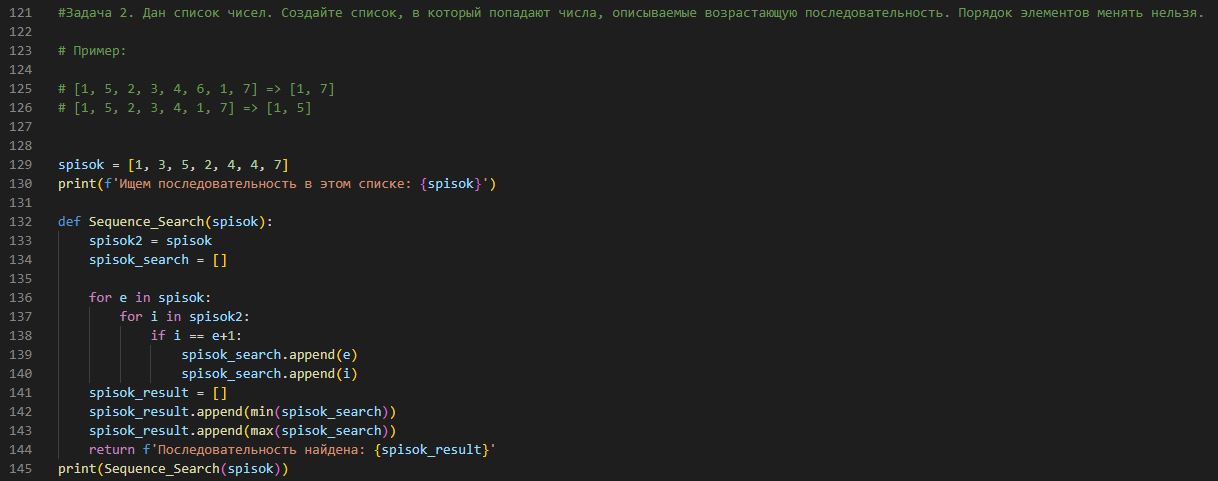 121 #Задача 2. Дан список чисел. Создайте список, в который попадают числа, описываемые возрастающую последовательность. Порядок элементов менять нельзя.
122
123 # Пример:
124
125 # [1, 5, 2, 3, 4, 6, 1, 7] => [1, 7]
126 # [1, 5, 2, 3, 4, 1, 7] => [1, 5]
127
128
129 spisok = [1, 3, 5, 2, 4, 4, 7]
130 print(f'Ищем последовательность в этом списке: {spisok}')
131
132 def Sequence_Search(spisok):
133     spisok2 = spisok
134     spisok_search = []
135
136     for e in spisok:
137         for i in spisok2:
138             if i == e+1:
139                 spisok_search.append(e)
140                 spisok_search.append(i)
141     spisok_result = []
142     spisok_result.append(min(spisok_search))
143     spisok_result.append(max(spisok_search))
144     return f'Последовательность найдена: {spisok_result}'
145 print(Sequence_Search(spisok))